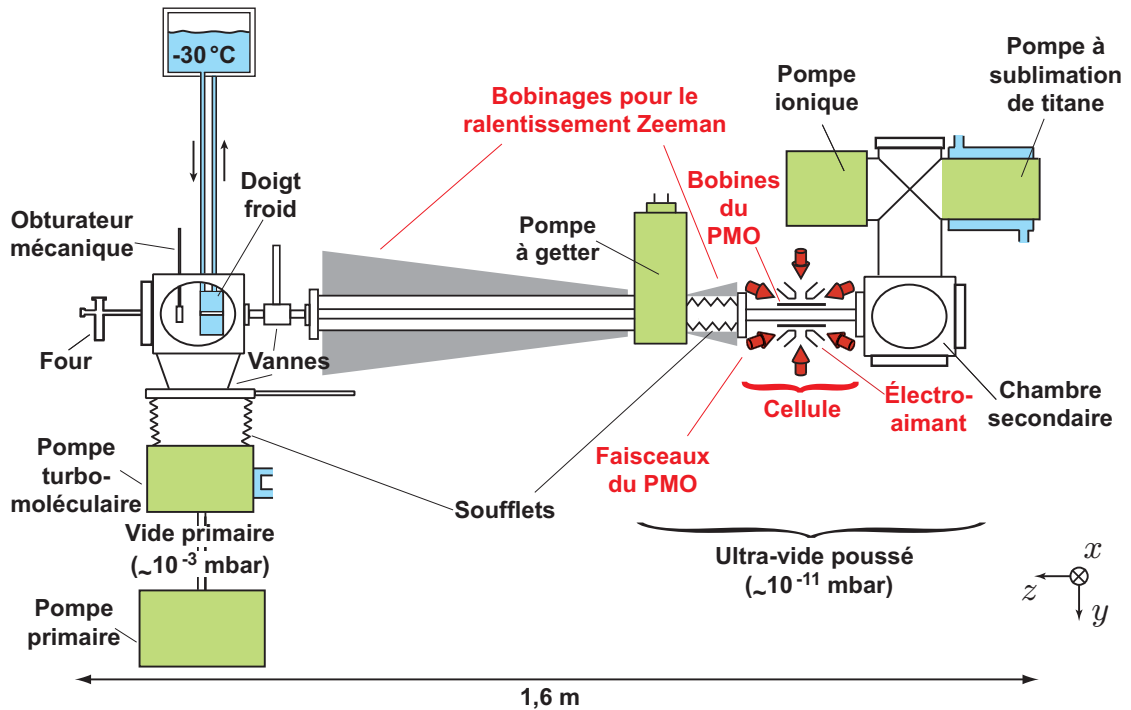 -30 °C
Pompe à
sublimation
de titane
Pompe
ionique
Bobinages pour le
ralentissement Zeeman
Bobines
du
PMO
Doigt
froid
Obturateur
mécanique
Pompe
à getter
Four
Vannes
Cellule
Électro-
aimant
Chambre
secondaire
Faisceaux
du PMO
Pompe
turbo-
moléculaire
Soufflets
Vide primaire
(~10⁻³ mbar)
Ultra-vide poussé
(~10⁻¹¹ mbar)
Pompe
primaire
x
z
y
1,6 m